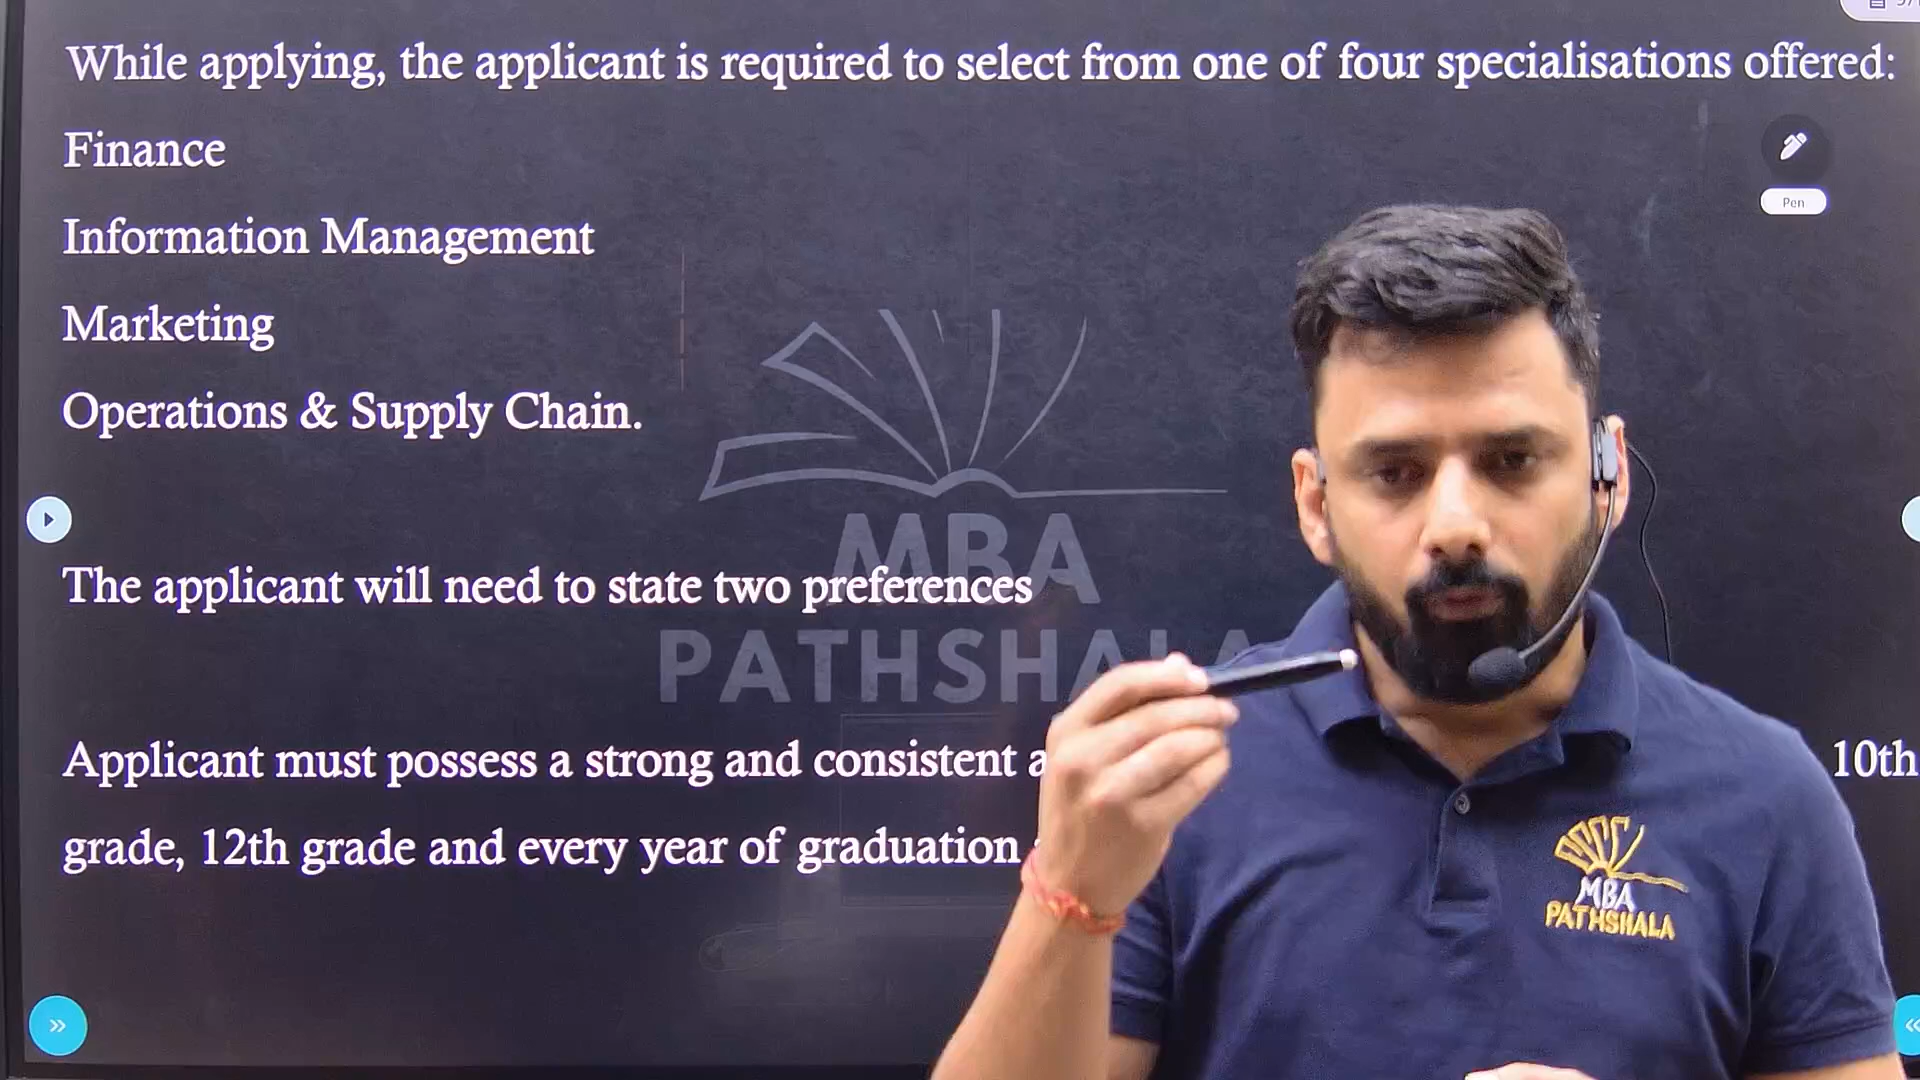 While applying, the applicant is required to select from one of four specialisations offered:
Finance
Pen
Information Management
Marketing
Operations & Supply Chain.
The applicant will need to state two preferences
MBA
PATHSHALA
Applicant must possess a strong and consistent 10th
grade, 12th grade and every year of graduation
MBA
PATHSHALA